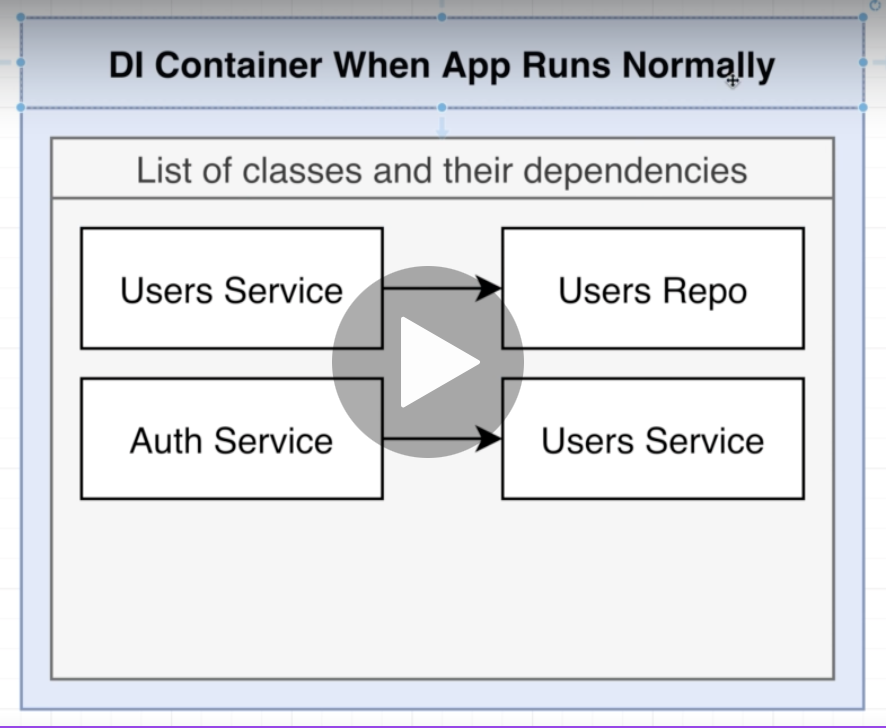 DI Container When App Runs Normally
List of classes and their dependencies
Users Service
Users Repo
Auth Service
Users Service